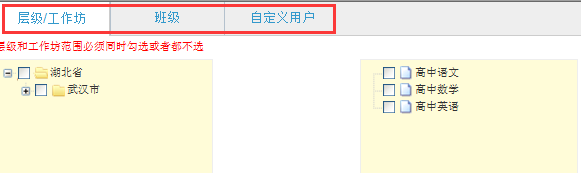 层级/工作坊 班级 自定义用户
层级和工作坊范围必须同时勾选或者都不选
湖北省
武汉市
高中语文
高中数学
高中英语